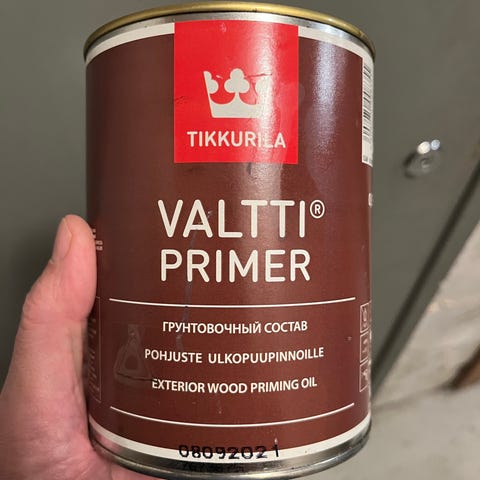 TIKKURILA
VALTTI®
PRIMER
ГРУНТОВОЧНЫЙ СОСТАВ
POHJUSTE ULKOPUUPINNOILLE
EXTERIOR WOOD PRIMING OIL
08092021